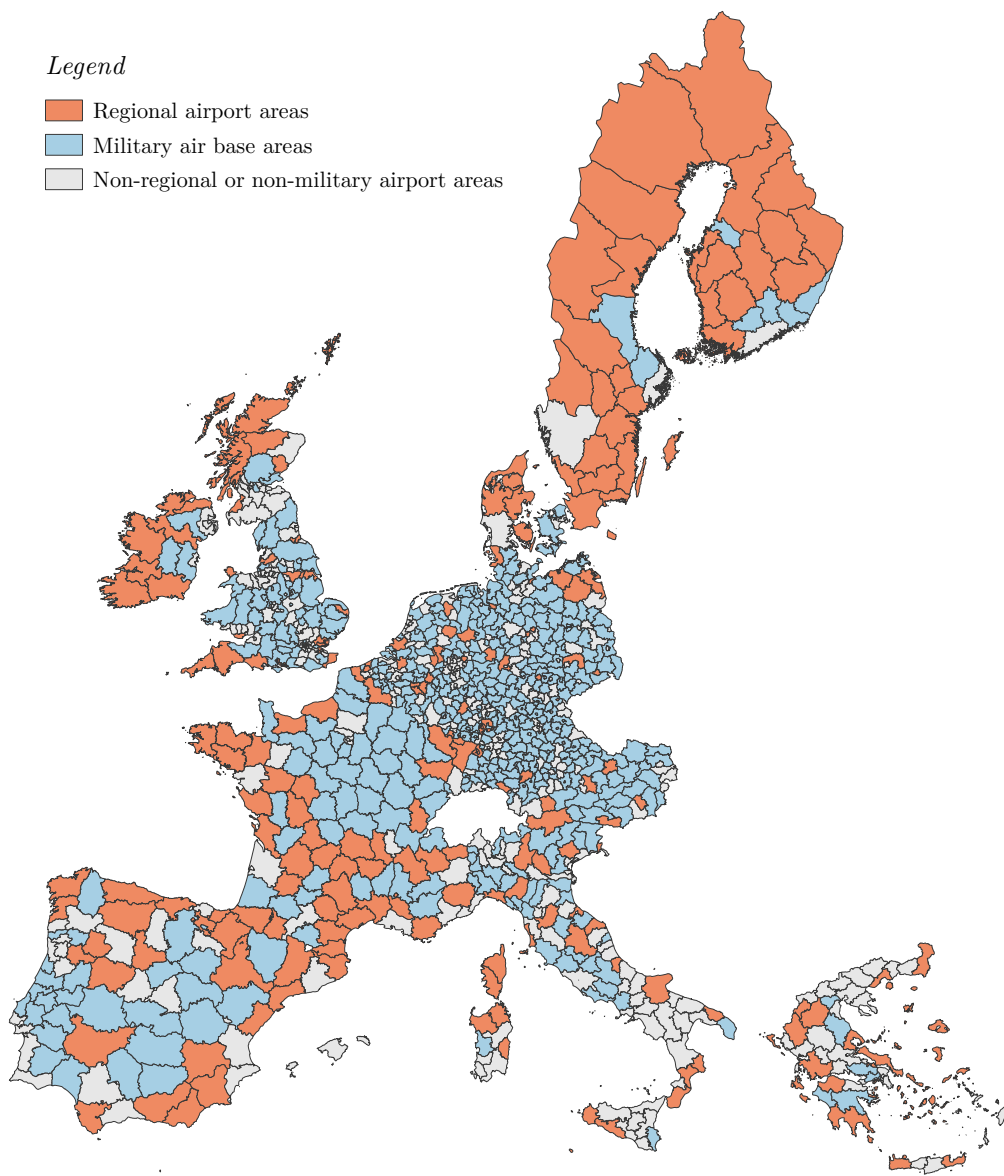 Legend
Regional airport areas
Military air base areas
Non-regional or non-military airport areas